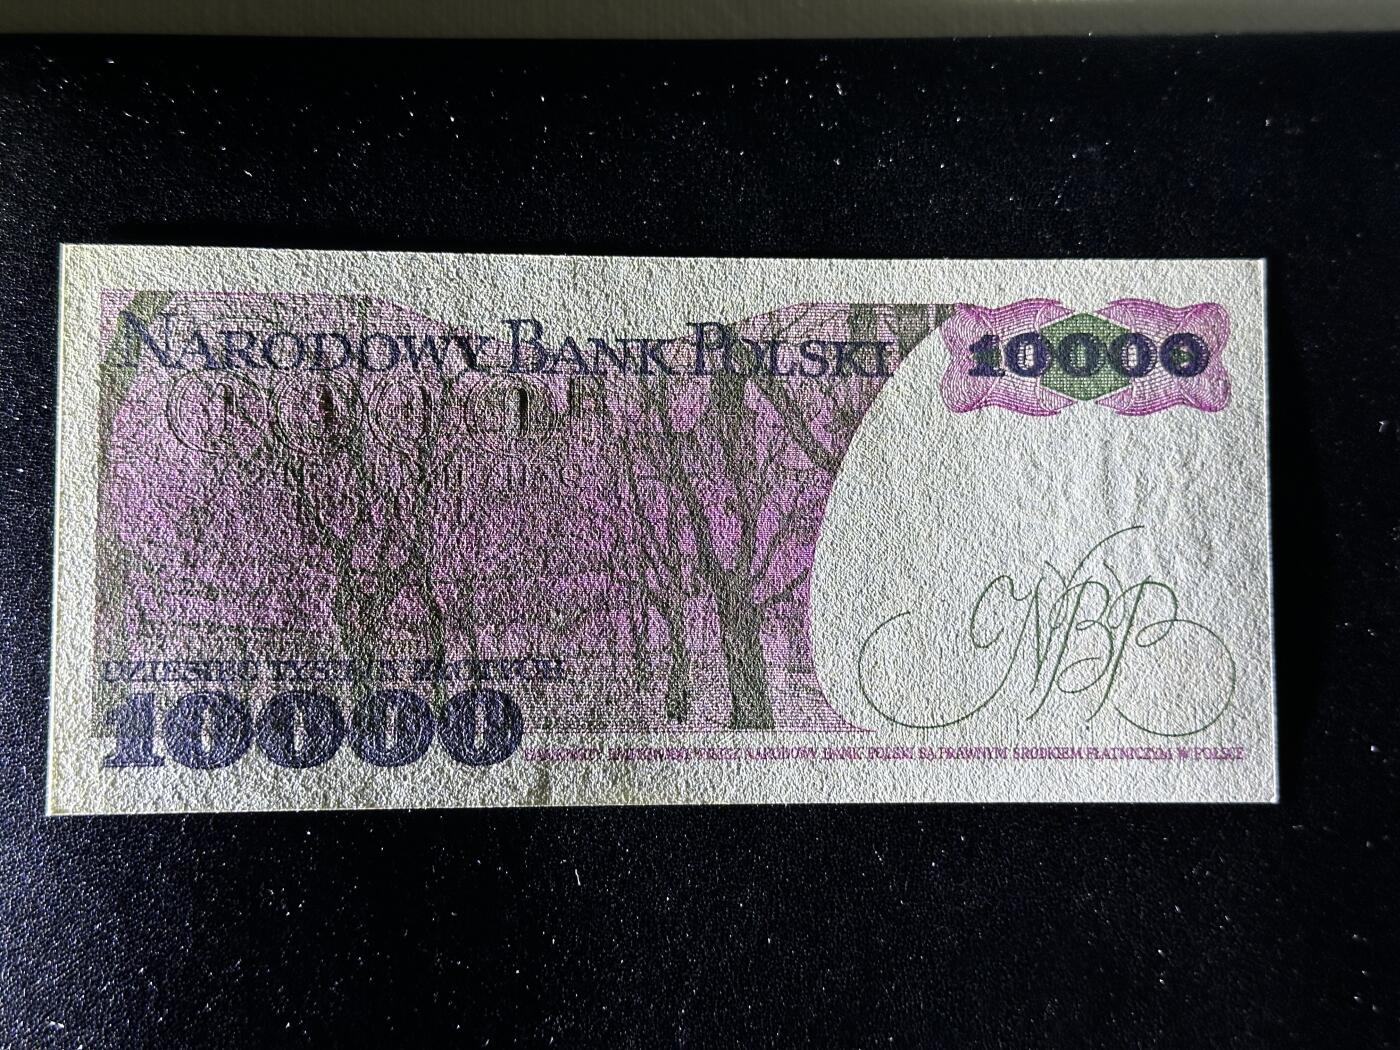 NARODOWY BANK POLSKI
10000
NBP
DZIESIĘĆ TYSIĘCY ZŁOTYCH
10000
BANKNOTY EMITOWANE PRZEZ NARODOWY BANK POLSKI SĄ PRAWNYM ŚRODKIEM PŁATNICZYM W POLSCE